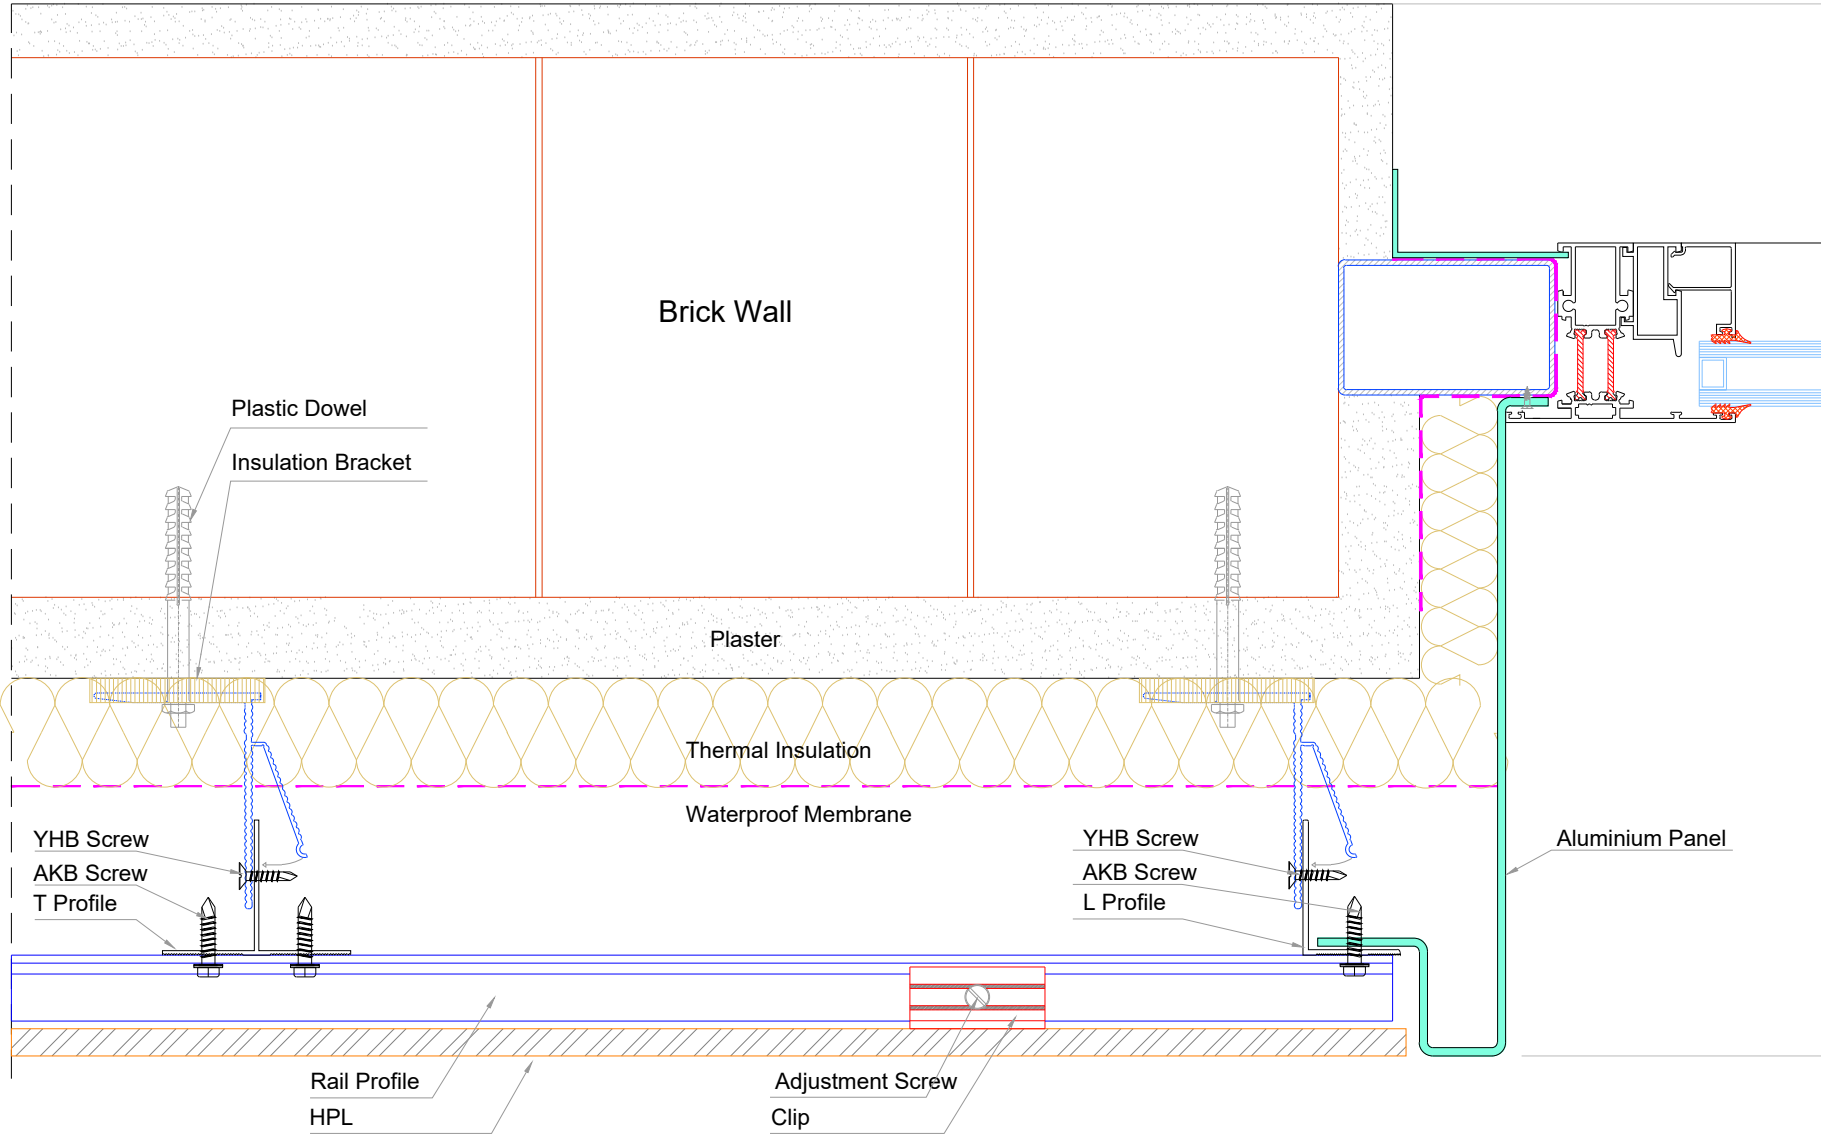 Brick Wall
Plastic Dowel
Insulation Bracket
Plaster
Thermal Insulation
Waterproof Membrane
YHB Screw
AKB Screw
T Profile
YHB Screw
AKB Screw
L Profile
Aluminium Panel
Rail Profile
HPL
Adjustment Screw
Clip